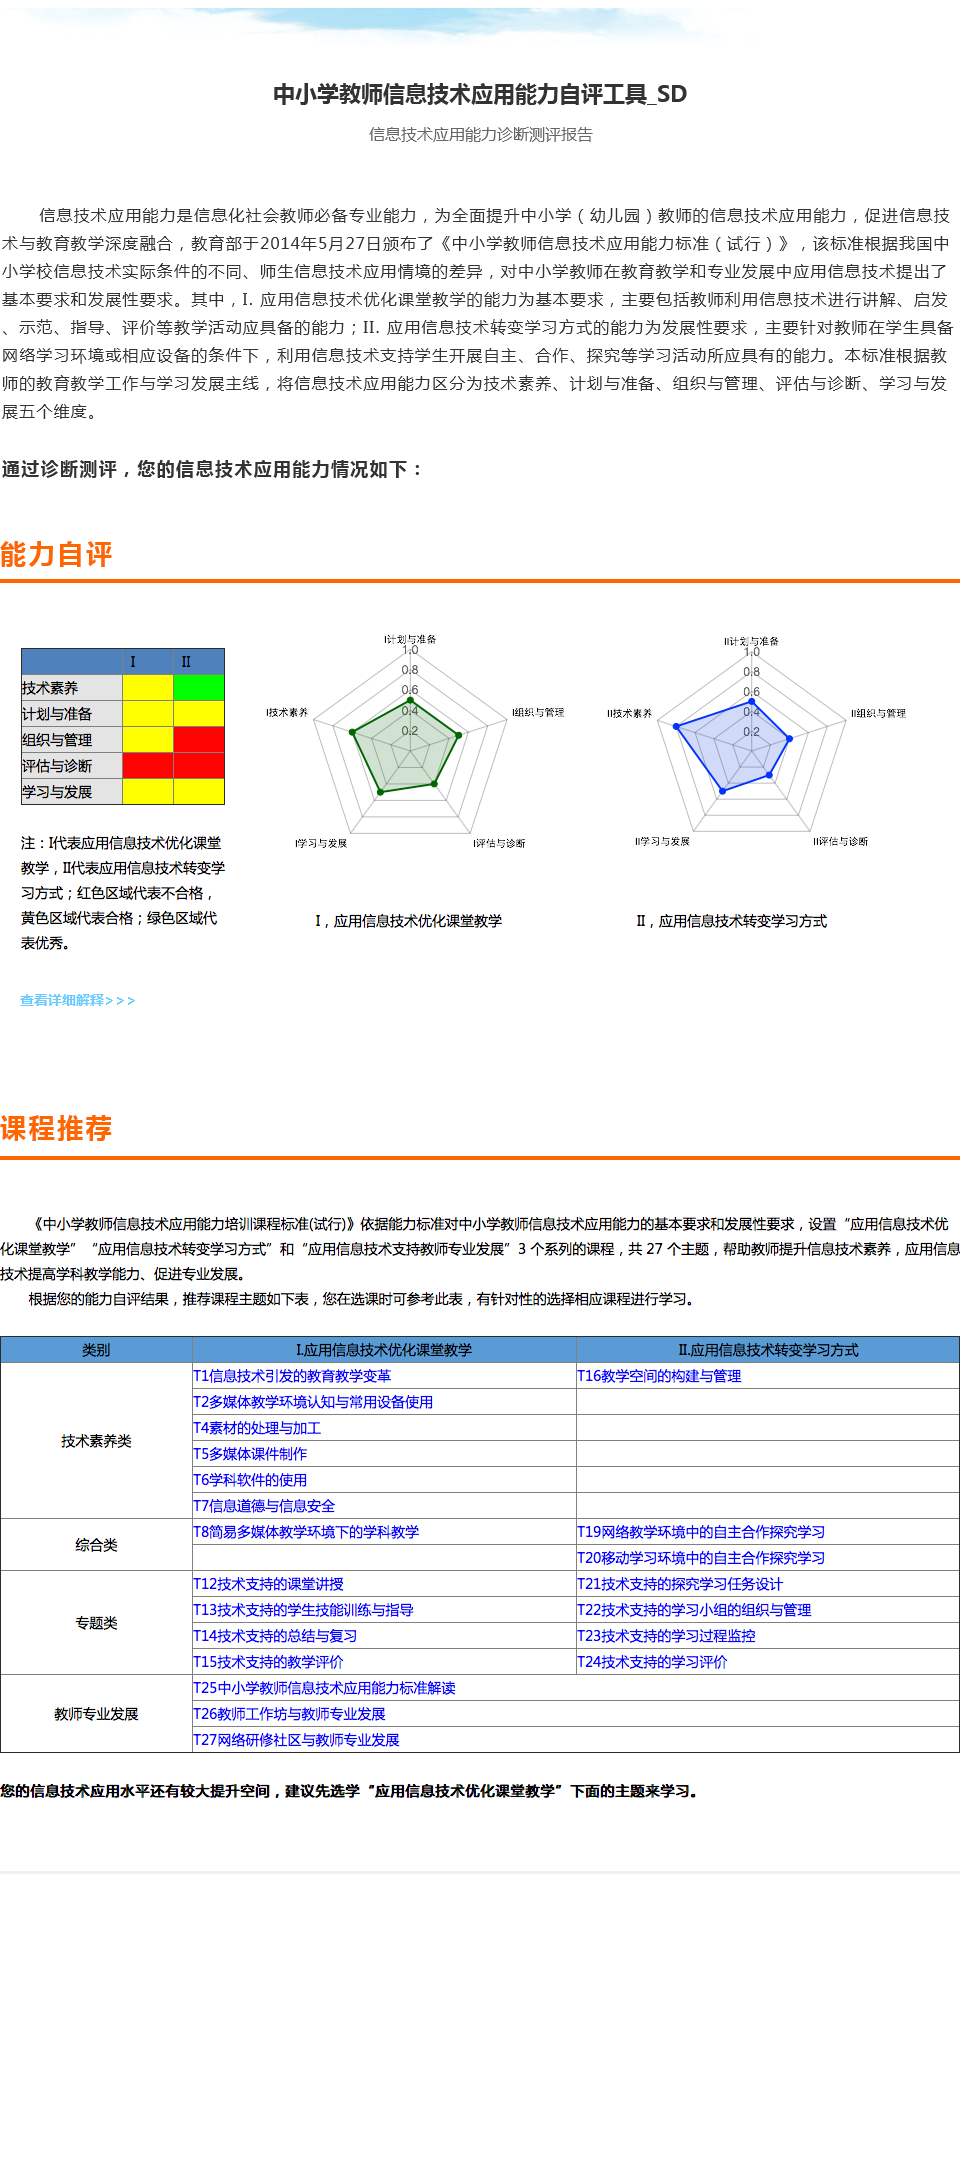 中小学教师信息技术应用能力自评工具_SD
信息技术应用能力诊断测评报告
信息技术应用能力是信息化社会教师必备专业能力，为全面提升中小学（幼儿园）教师的信息技术应用能力，促进信息技
术与教育教学深度融合，教育部于2014年5月27日颁布了《中小学教师信息技术应用能力标准（试行）》，该标准根据我国中
小学校信息技术实际条件的不同、师生信息技术应用情境的差异，对中小学教师在教育教学和专业发展中应用信息技术提出了
基本要求和发展性要求。其中，I. 应用信息技术优化课堂教学的能力为基本要求，主要包括教师利用信息技术进行讲解、启发
、示范、指导、评价等教学活动应具备的能力；II. 应用信息技术转变学习方式的能力为发展性要求，主要针对教师在学生具备
网络学习环境或相应设备的条件下，利用信息技术支持学生开展自主、合作、探究等学习活动所应具有的能力。本标准根据教
师的教育教学工作与学习发展主线，将信息技术应用能力区分为技术素养、计划与准备、组织与管理、评估与诊断、学习与发
展五个维度。
通过诊断测评，您的信息技术应用能力情况如下：
能力自评
I II
技术素养
计划与准备
组织与管理
评估与诊断
学习与发展
注：I代表应用信息技术优化课堂
教学，II代表应用信息技术转变学
习方式；红色区域代表不合格，
黄色区域代表合格；绿色区域代
表优秀。
查看详细解释>>>
I计划与准备
1.0
0.8
0.6
0.4
0.2
I技术素养
I组织与管理
I学习与发展
I评估与诊断
I，应用信息技术优化课堂教学
II计划与准备
1.0
0.8
0.6
0.4
0.2
II技术素养
II组织与管理
II学习与发展
II评估与诊断
II，应用信息技术转变学习方式
课程推荐
《中小学教师信息技术应用能力培训课程标准(试行)》依据能力标准对中小学教师信息技术应用能力的基本要求和发展性要求，设置“应用信息技术优
化课堂教学”“应用信息技术转变学习方式”和“应用信息技术支持教师专业发展”3 个系列的课程，共 27 个主题，帮助教师提升信息技术素养，应用信息
技术提高学科教学能力、促进专业发展。
根据您的能力自评结果，推荐课程主题如下表，您在选课时可参考此表，有针对性的选择相应课程进行学习。
类别 I.应用信息技术优化课堂教学 II.应用信息技术转变学习方式
技术素养类
T1信息技术引发的教育教学变革 T16教学空间的构建与管理
T2多媒体教学环境认知与常用设备使用
T4素材的处理与加工
T5多媒体课件制作
T6学科软件的使用
T7信息道德与信息安全
综合类
T8简易多媒体教学环境下的学科教学 T19网络教学环境中的自主合作探究学习
T20移动学习环境中的自主合作探究学习
专题类
T12技术支持的课堂讲授 T21技术支持的探究学习任务设计
T13技术支持的学生技能训练与指导 T22技术支持的学习小组的组织与管理
T14技术支持的总结与复习 T23技术支持的学习过程监控
T15技术支持的教学评价 T24技术支持的学习评价
教师专业发展
T25中小学教师信息技术应用能力标准解读
T26教师工作坊与教师专业发展
T27网络研修社区与教师专业发展
您的信息技术应用水平还有较大提升空间，建议先选学“应用信息技术优化课堂教学”下面的主题来学习。